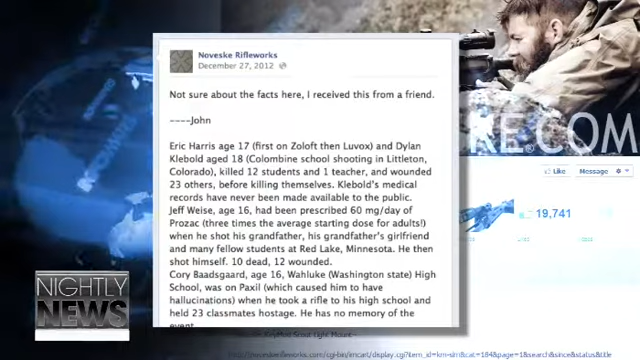 Noveske Rifleworks
December 27, 2012
Not sure about the facts here, I received this from a friend.
----John
Eric Harris age 17 (first on Zoloft then Luvox) and Dylan
Klebold aged 18 (Colombine school shooting in Littleton,
Colorado), killed 12 students and 1 teacher, and wounded
23 others, before killing themselves. Klebold's medical
records have never been made available to the public.
Jeff Weise, age 16, had been prescribed 60 mg/day of
Prozac (three times the average starting dose for adults!)
when he shot his grandfather, his grandfather's girlfriend
and many fellow students at Red Lake, Minnesota. He then
shot himself. 10 dead, 12 wounded.
Cory Baadsgaard, age 16, Wahluke (Washington state) High
School, was on Paxil (which caused him to have
hallucinations) when he took a rifle to his high school and
held 23 classmates hostage. He has no memory of the
event.
.COM
Like
Message
19,741
NIGHTLY
NEWS